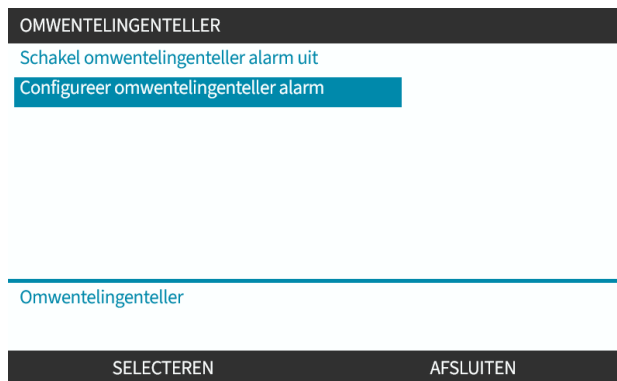 OMWENTELINGENTELLER
Schakel omwentelingenteller alarm uit
Configureer omwentelingenteller alarm
Omwentelingenteller
SELECTEREN AFSLUITEN